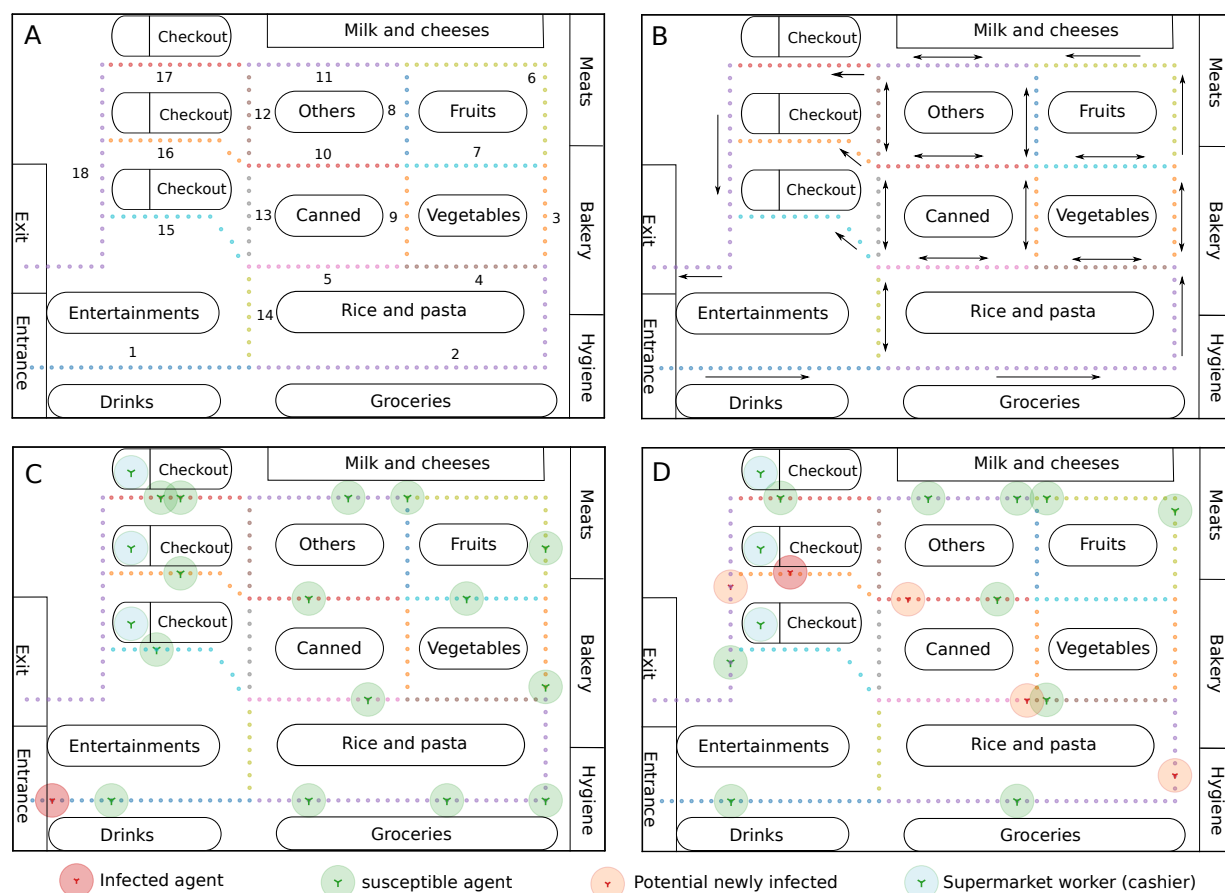 A
Checkout
Milk and cheeses
Meats
17
11
6
Checkout
12
Others
8
Fruits
16
10
7
18
Checkout
13
Canned
9
Vegetables
3
Bakery
Exit
15
5
4
Entertainments
14
Rice and pasta
Entrance
1
2
Hygiene
Drinks
Groceries
B
Checkout
Milk and cheeses
Meats
Checkout
Others
Fruits
Checkout
Canned
Vegetables
Bakery
Exit
Entertainments
Rice and pasta
Entrance
Hygiene
Drinks
Groceries
C
Checkout
Milk and cheeses
Meats
Checkout
Others
Fruits
Checkout
Canned
Vegetables
Bakery
Exit
Entertainments
Rice and pasta
Entrance
Hygiene
Drinks
Groceries
D
Checkout
Milk and cheeses
Meats
Checkout
Others
Fruits
Checkout
Canned
Vegetables
Bakery
Exit
Entertainments
Rice and pasta
Entrance
Hygiene
Drinks
Groceries
Infected agent
susceptible agent
Potential newly infected
Supermarket worker (cashier)